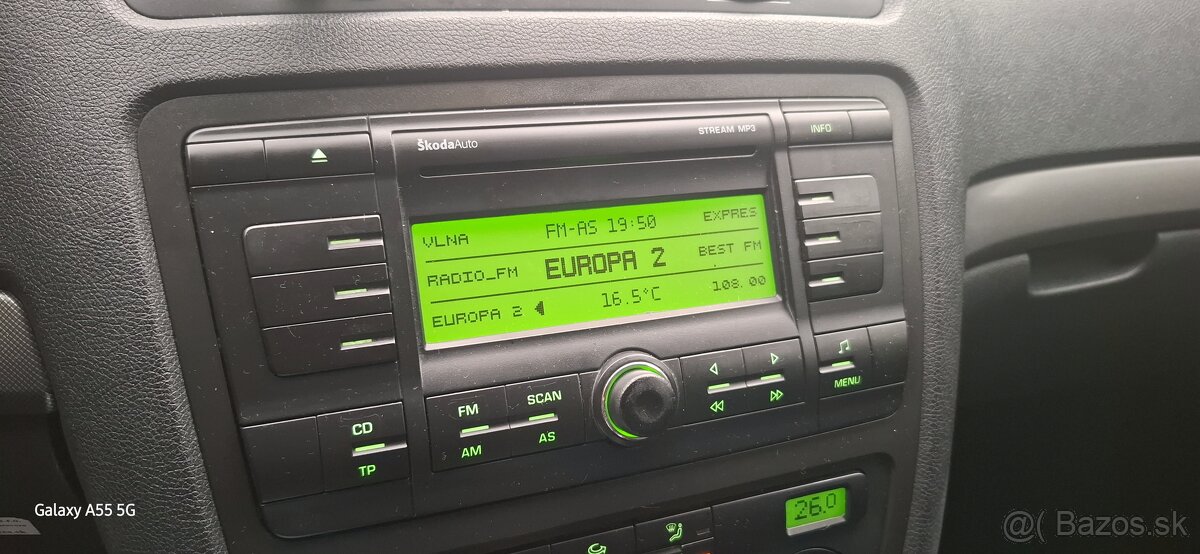 ŠkodaAuto
STREAM MP3
INFO
VLNA
FM-AS 19:50
EXPRES
RADIO_FM
EUROPA 2
BEST FM
EUROPA 2
16.5°C
108.00
MENU
CD
TP
FM
AM
SCAN
AS
26.0
Galaxy A55 5G
@( Bazos.sk